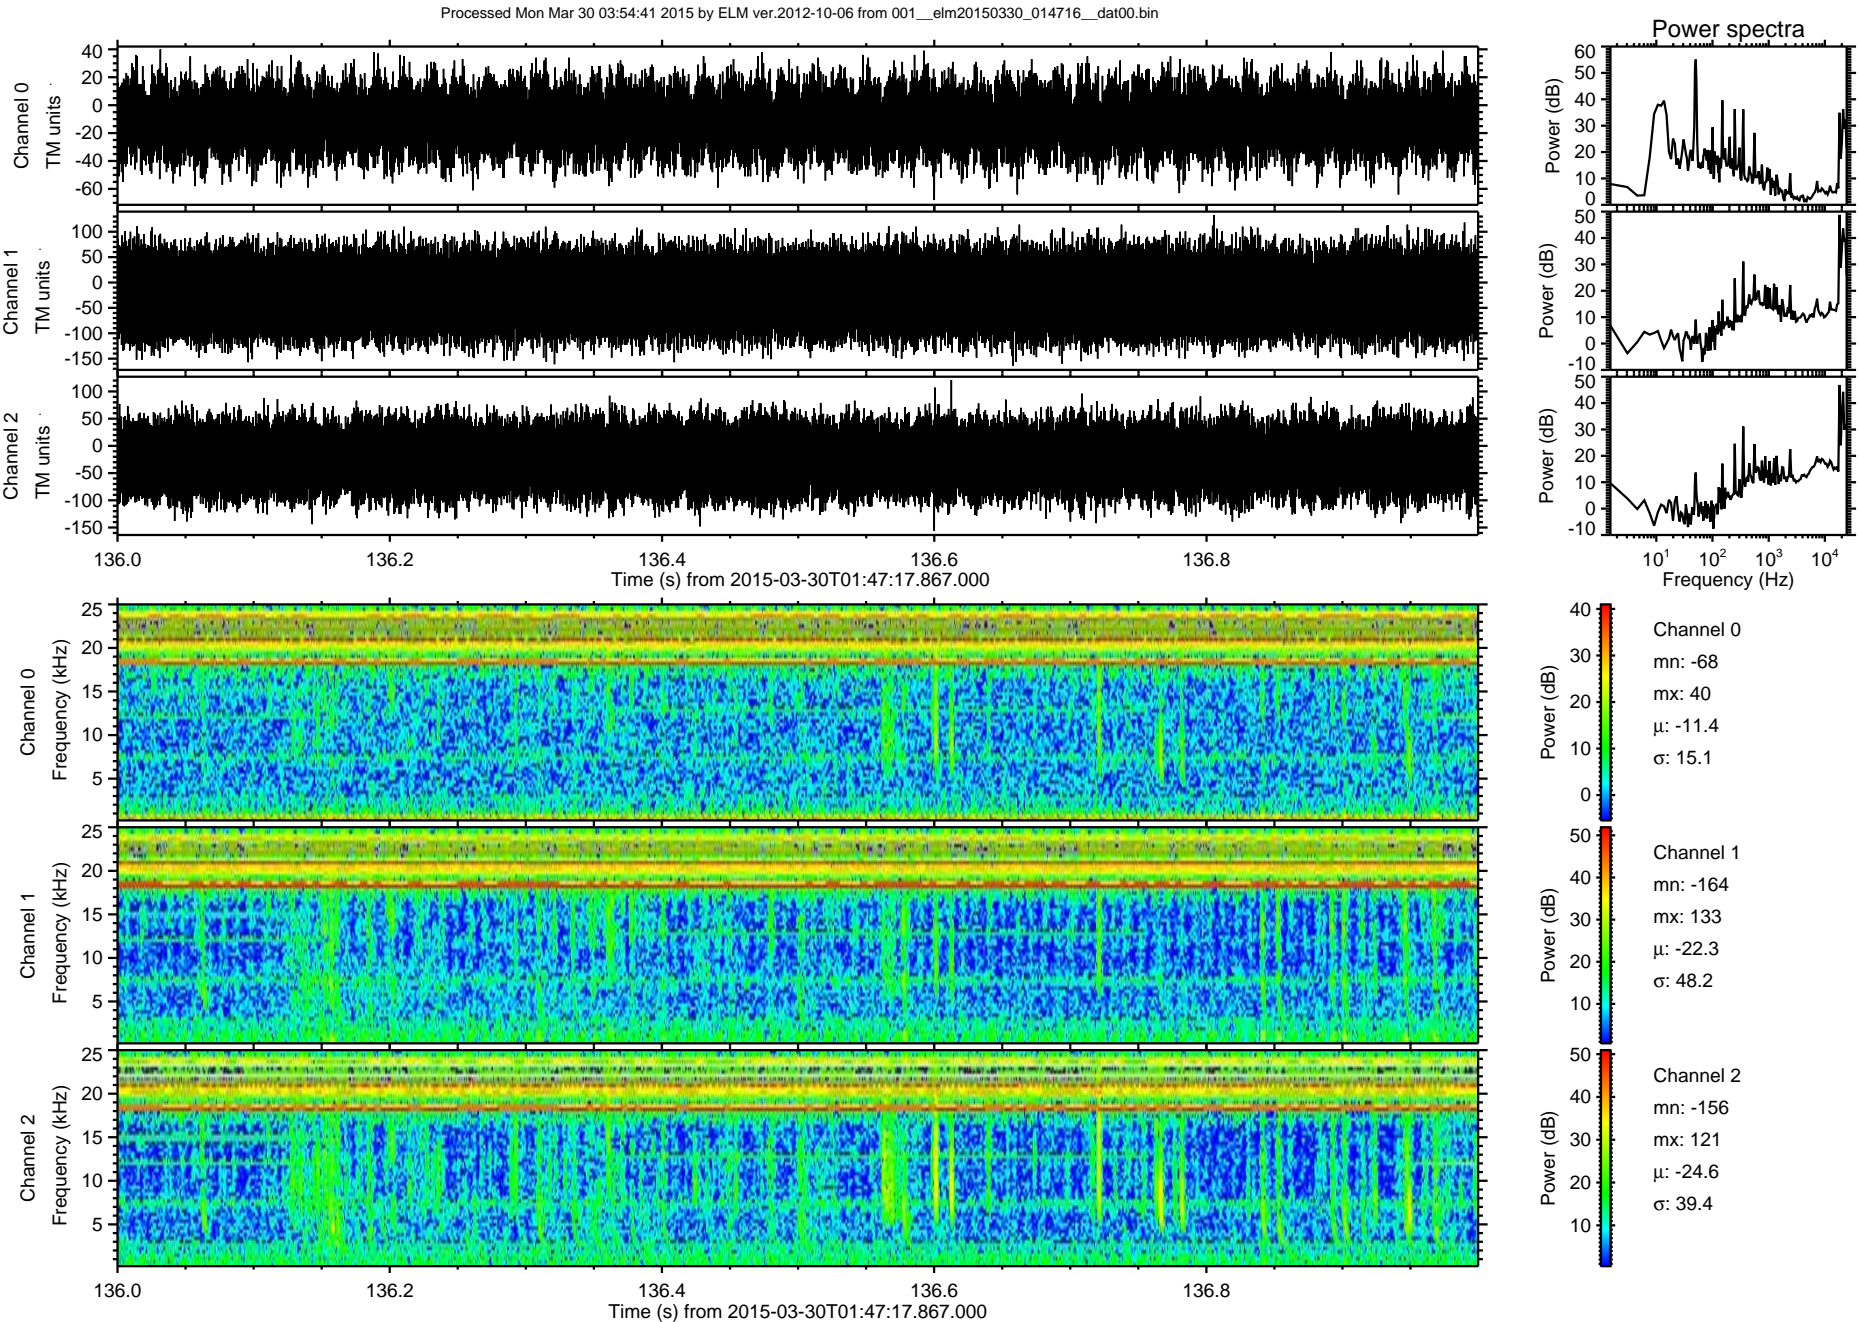 Processed Mon Mar 30 03:54:41 2015 by ELM ver.2012-10-06 from 001__elm20150330_014716__dat00.bin
Power spectra
Channel 0
TM units
40
20
0
-20
-40
-60
Power (dB)
60
50
40
30
20
10
0
Channel 1
TM units
100
50
0
-50
-100
-150
Power (dB)
50
40
30
20
10
0
-10
Channel 2
TM units
100
50
0
-50
-100
-150
Power (dB)
50
40
30
20
10
0
-10
136.0 136.2 136.4 136.6 136.8
Time (s) from 2015-03-30T01:47:17.867.000
10¹ 10² 10³ 10⁴
Frequency (Hz)
Channel 0
Frequency (kHz)
25
20
15
10
5
Power (dB)
40
30
20
10
0
Channel 0
mn: -68
mx: 40
μ: -11.4
σ: 15.1
Channel 1
Frequency (kHz)
25
20
15
10
5
Power (dB)
50
40
30
20
10
Channel 1
mn: -164
mx: 133
μ: -22.3
σ: 48.2
Channel 2
Frequency (kHz)
25
20
15
10
5
Power (dB)
50
40
30
20
10
Channel 2
mn: -156
mx: 121
μ: -24.6
σ: 39.4
136.0 136.2 136.4 136.6 136.8
Time (s) from 2015-03-30T01:47:17.867.000